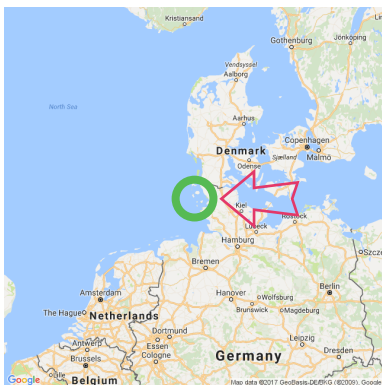 Kristiansand
Gothenburg
Jönköping
Vendsyssel
Aalborg
North Sea
Aarhus
Copenhagen
Denmark
Sjælland
Malmö
Odense
Kiel
Rostock
Lübeck
Hamburg
Szcze
Bremen
Amsterdam
Hanover
Wolfsburg
Berlin
The Hague
Netherlands
Brunswick
Magdeburg
Dortmund
Antwerp
Essen
Leipzig
Brussels
Cologne
Germany
Dresden
Belgium
Google
Map data ©2017 GeoBasis-DE/BKG (©2009), Google